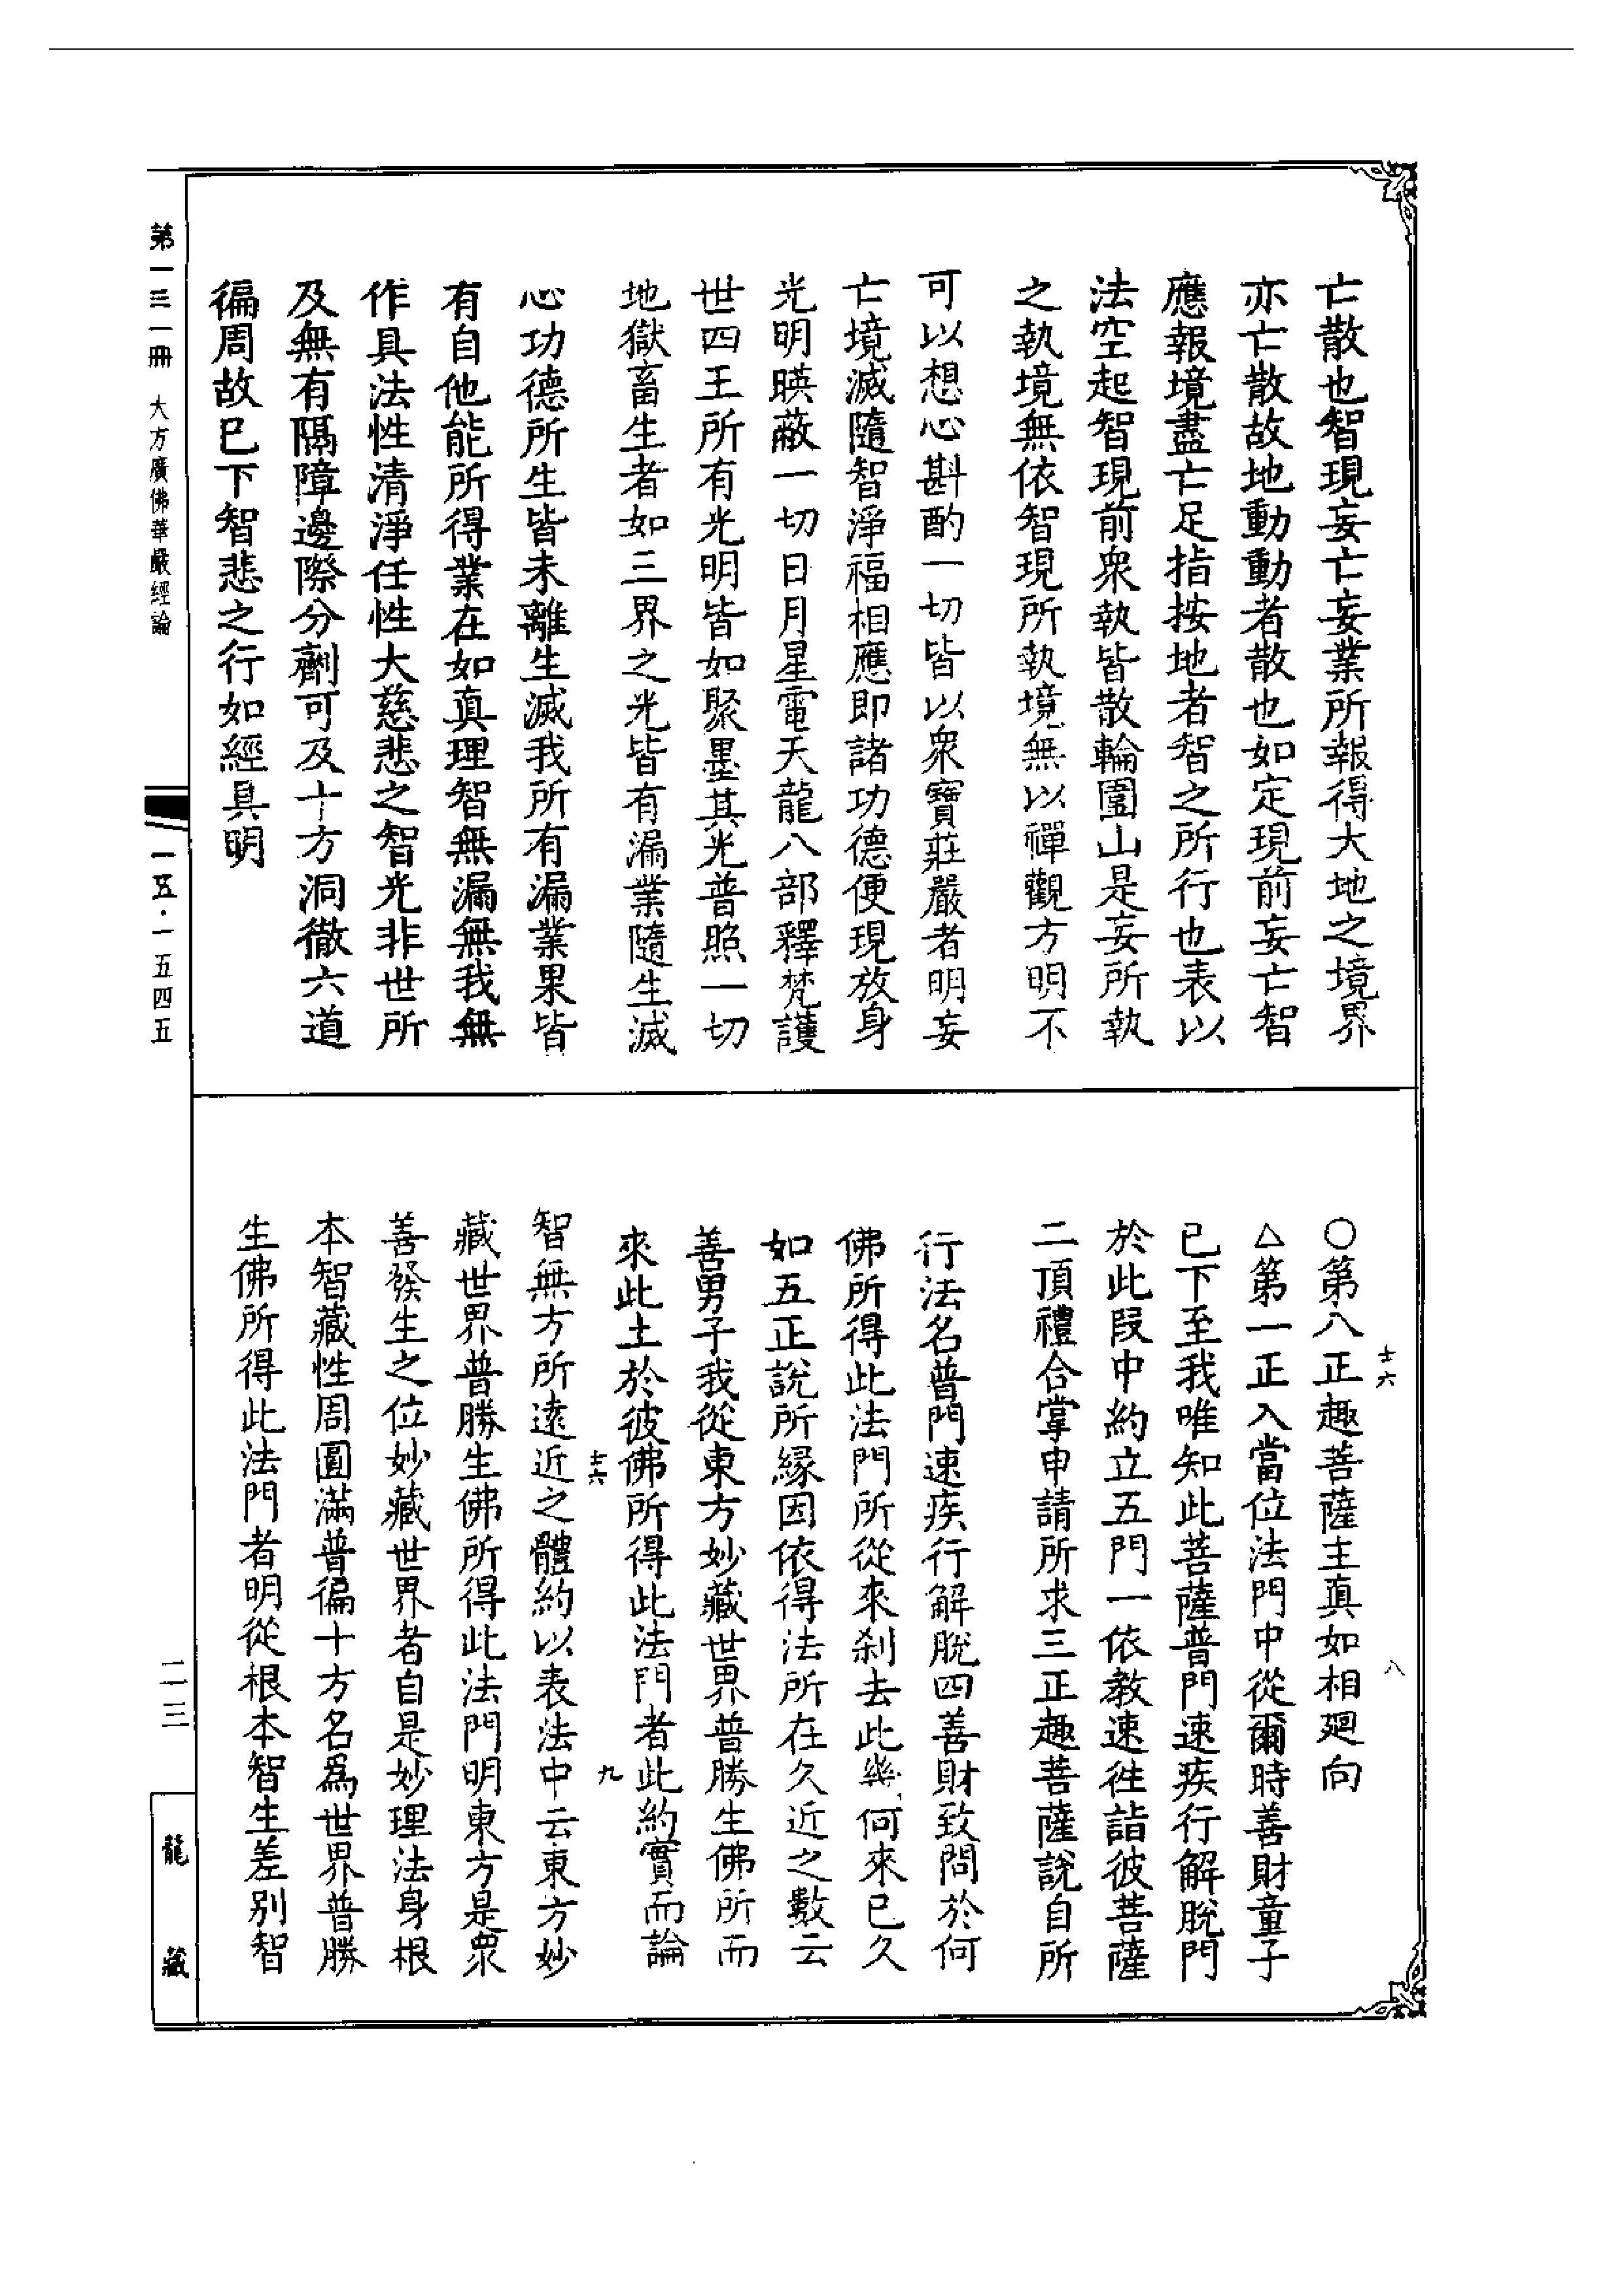 亡散也智現妄亡妄業所報得大地之境界
亦亡散故地動動者散也如定現前妄亡智
應報境盡亡足指按地者智之所行也表以
法空起智現前衆執皆散輪圍山是妄所執
之執境無依智現所執境無以禪觀方明不
可以想心斟酌一切皆以衆寶莊嚴者明妄
亡境滅隨智淨福相應即諸功德便現放身
光明暎蔽一切日月星電天龍八部釋梵護
世四王所有光明皆如聚墨其光普照一切
地獄畜生者如三界之光皆有漏業隨生滅
心功德所生皆未離生滅我所有漏業果皆
有自他能所得業在如真理智無漏無我無
作具法性清淨任性大慈悲之智光非世所
及無有隔障邊際分劑可及十方洞徹六道
徧周故已下智悲之行如經具明
○第八正趣菩薩主真如相廻向
△第一正入當位法門中從爾時善財童子
已下至我唯知此菩薩普門速疾行解脫門
於此段中約立五門一依教速徃詣彼菩薩
二頂禮合掌申請所求三正趣菩薩說自所
行法名普門速疾行解脫四善財致問於何
佛所得此法門所從來刹去此幾何來已久
如五正說所緣因依得法所在久近之數云
善男子我從東方妙藏世界普勝生佛所而
來此土於彼佛所得此法門者此約實而論
智無方所遠近之體約以表法中云東方妙
藏世界普勝生佛所得此法門明東方是衆
善發生之位妙藏世界者自是妙理法身根
本智藏性周圓滿普徧十方名爲世界普勝
生佛所得此法門者明從根本智生差別智
士六
八
士六
九
第一三一冊 大方廣佛華嚴經論
一五·一五四五
二三
龍藏